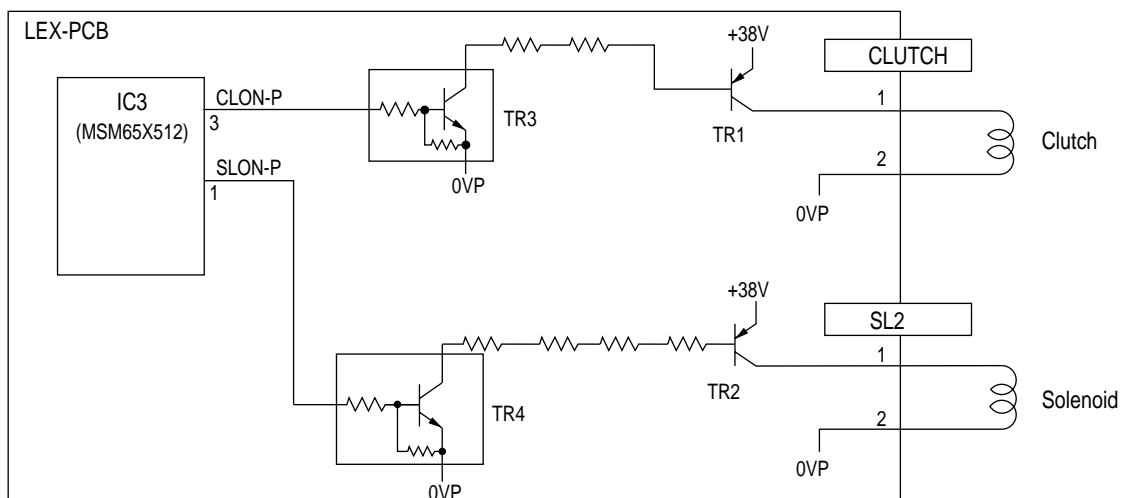 LEX-PCB
+38V
CLUTCH
IC3
(MSM65X512)
CLON-P
3
TR3
TR1
1
Clutch
2
SLON-P
1
0VP
0VP
+38V
SL2
1
TR4
TR2
Solenoid
2
0VP
0VP